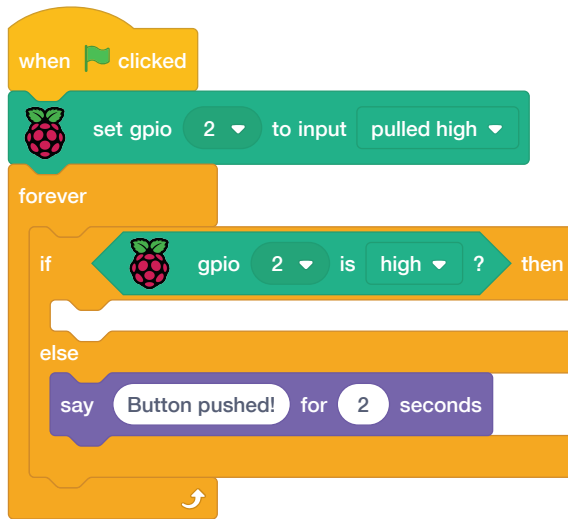 when clicked
set gpio 2 to input pulled high
forever
if gpio 2 is high ? then
else
say Button pushed! for 2 seconds